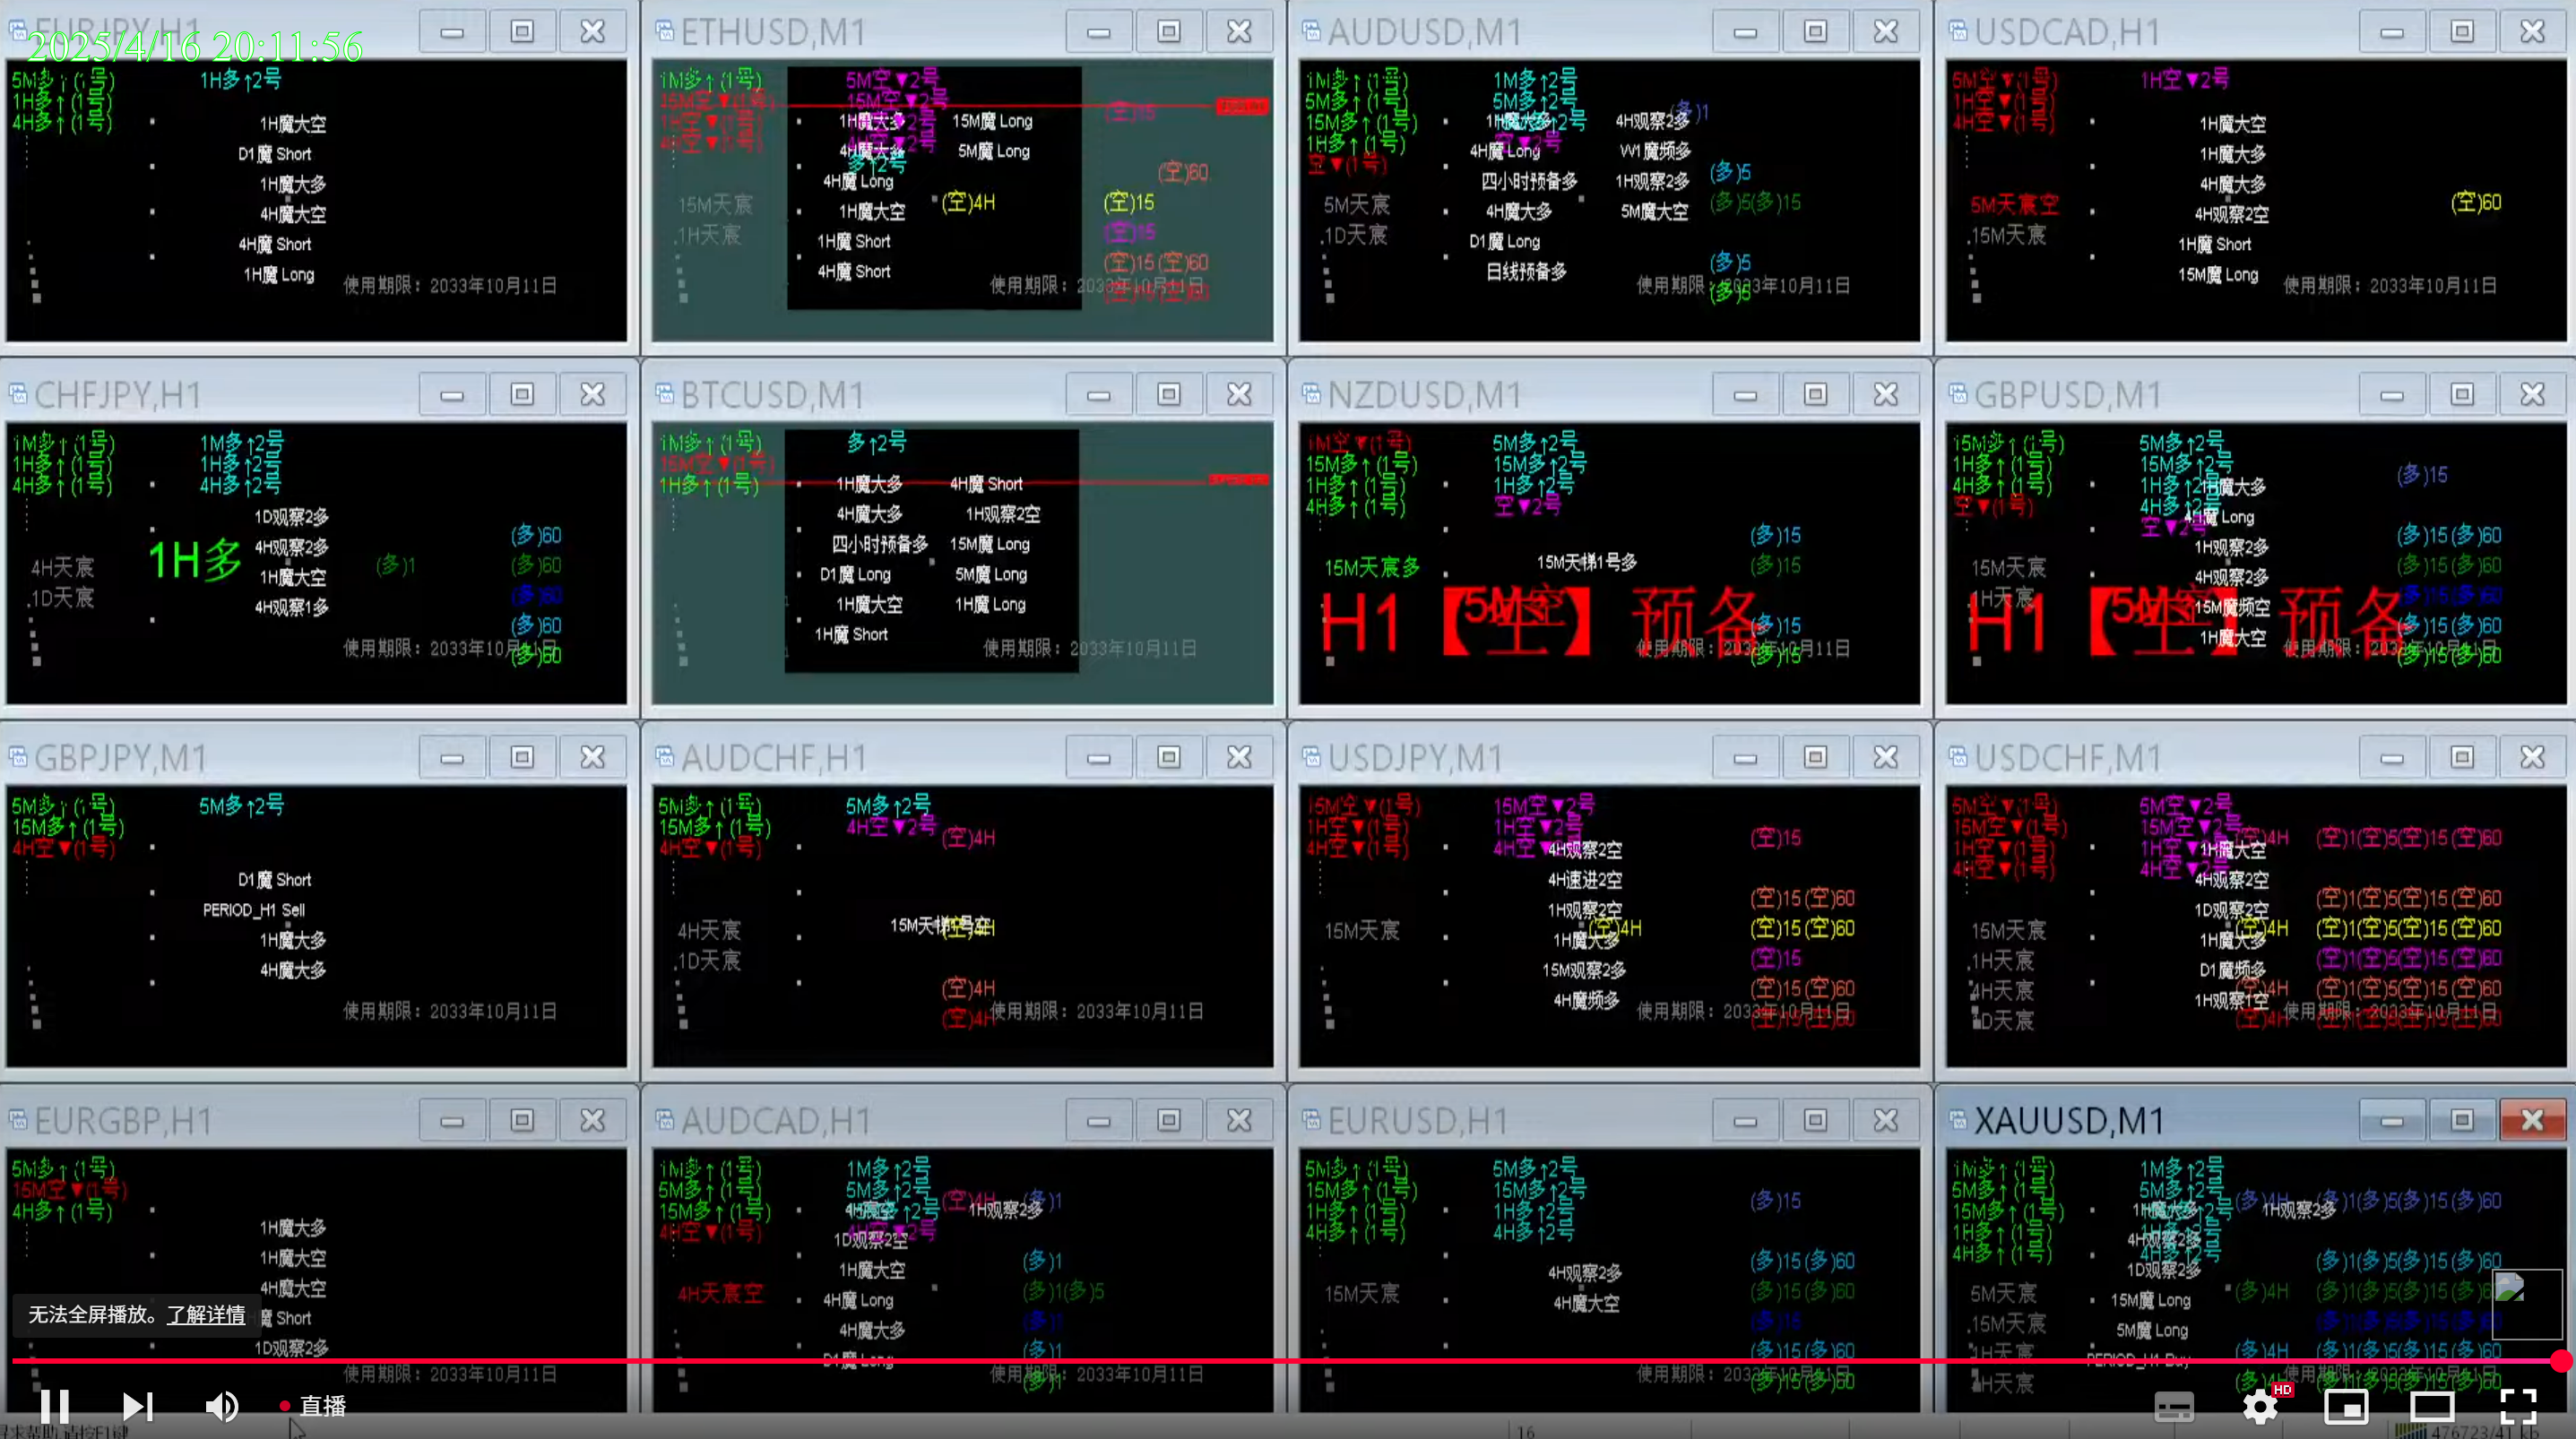 2025/4/16 20:11:56
EURJPY,H1
5M多↑(1号)
1H多↑(1号)
4H多↑(1号)
1H多↑2号
1H魔大空
D1魔 Short
1H魔大多
4H魔大空
4H魔 Short
1H魔 Long
使用期限：2033年10月11日
ETHUSD,M1
1M多↑(1号)
15M空▼(1号)
1H空▼(1号)
4H空▼(1号)
5M空▼2号
15M空▼2号
多↑2号
1H魔大多
4H魔大多
4H魔 Long
1H魔大空
1H魔 Short
4H魔 Short
15M魔 Long
5M魔 Long
15M天宸
1H天宸
(空)4H
(空)15
(空)60
(空)15
(空)15
(空)15(空)60
(空)15(空)60
使用期限：2033年10月11日
AUDUSD,M1
1M多↑(1号)
5M多↑(1号)
15M多↑(1号)
1H多↑(1号)
空▼(1号)
1M多↑2号
5M多↑2号
4H魔 Long
四小时预备多
4H魔大多
D1魔 Long
日线预备多
4H观察2多
W1魔频多
1H观察2多
5M魔大空
5M天宸
1D天宸
(多)1
(多)5
(多)5(多)15
(多)5
(多)5
使用期限：2033年10月11日
USDCAD,H1
5M空▼(1号)
1H空▼(1号)
4H空▼(1号)
1H空▼2号
1H魔大空
1H魔大多
4H魔大多
4H观察2空
1H魔 Short
15M魔 Long
5M天宸空
15M天宸
(空)60
使用期限：2033年10月11日
CHFJPY,H1
1M多↑(1号)
1H多↑(1号)
4H多↑(1号)
1M多↑2号
1H多↑2号
4H多↑2号
1D观察2多
4H观察2多
1H魔大空
4H观察1多
1H多
4H天宸
1D天宸
(多)1
(多)60
(多)60
(多)60
(多)60
(多)60
使用期限：2033年10月11日
BTCUSD,M1
1M多↑(1号)
15M空▼(1号)
1H多↑(1号)
多↑2号
1H魔大多
4H魔大多
四小时预备多
D1魔 Long
1H魔大空
1H魔 Short
4H魔 Short
1H观察2空
15M魔 Long
5M魔 Long
1H魔 Long
使用期限：2033年10月11日
NZDUSD,M1
1M空▼(1号)
15M多↑(1号)
1H多↑(1号)
4H多↑(1号)
5M多↑2号
15M多↑2号
1H多↑2号
空▼2号
15M天宸多
15M天梯1号多
H1【空】预备
5M空
(多)15
(多)15
(多)15
(多)15
使用期限：2033年10月11日
GBPUSD,M1
15M多↑(1号)
1H多↑(1号)
4H多↑(1号)
空▼(1号)
5M多↑2号
15M多↑2号
1H多↑2号
4H多↑2号
空▼2号
1H魔大多
4H魔 Long
1H观察2多
4H观察2多
15M魔频空
1H魔大空
15M天宸
1H天宸
H1【空】预备
5M空
(多)15
(多)15(多)60
(多)15(多)60
(多)15(多)60
(多)15(多)60
(多)15(多)60
使用期限：2033年10月11日
GBPJPY,M1
5M多↑(1号)
15M多↑(1号)
4H空▼(1号)
5M多↑2号
D1魔 Short
PERIOD_H1 Sell
1H魔大多
4H魔大多
使用期限：2033年10月11日
AUDCHF,H1
5M多↑(1号)
15M多↑(1号)
4H空▼(1号)
5M多↑2号
4H空▼2号
(空)4H
4H天宸
1D天宸
(空)4H
(空)4H
(空)4H
使用期限：2033年10月11日
USDJPY,M1
15M空▼(1号)
1H空▼(1号)
4H空▼(1号)
15M空▼2号
1H空▼2号
4H观察2空
4H速进2空
1H观察2空
1H魔大多
15M观察2多
4H魔频多
15M天宸
(空)4H
(空)15
(空)15(空)60
(空)15(空)60
(空)15
(空)15(空)60
(空)15(空)60
使用期限：2033年10月11日
USDCHF,M1
5M空▼(1号)
15M空▼(1号)
1H空▼(1号)
4H空▼(1号)
5M空▼2号
15M空▼2号
1H空▼2号
4H空▼2号
1H魔大空
4H观察2空
1D观察2空
1H魔大多
D1魔频多
1H观察1空
15M天宸
1H天宸
4H天宸
1D天宸
(空)4H (空)1(空)5(空)15(空)60
(空)1(空)5(空)15(空)60
(空)4H (空)1(空)5(空)15(空)60
(空)1(空)5(空)15(空)60
(空)4H (空)1(空)5(空)15(空)60
使用期限：2033年10月11日
EURGBP,H1
5M多↑(1号)
15M空▼(1号)
4H多↑(1号)
1H魔大多
1H魔大空
4H魔大空
魔 Short
1D观察2多
使用期限：2033年10月11日
AUDCAD,H1
1M多↑(1号)
5M多↑(1号)
15M多↑(1号)
4H空▼(1号)
1M多↑2号
5M多↑2号
1D观察2空
1H魔大空
4H魔 Long
4H魔大多
D1魔 Long
1H观察2多
4H天宸空
(空)4H
(多)1
(多)1
(多)1(多)5
(多)1
(多)1
(多)1
使用期限：2033年10月11日
EURUSD,H1
5M多↑(1号)
15M多↑(1号)
1H多↑(1号)
4H多↑(1号)
5M多↑2号
15M多↑2号
1H多↑2号
4H多↑2号
4H观察2多
4H魔大空
15M天宸
(多)15
(多)15(多)60
(多)15(多)60
(多)15
(多)15(多)60
(多)15(多)60
使用期限：2033年10月11日
XAUUSD,M1
1M多↑(1号)
5M多↑(1号)
15M多↑(1号)
1H多↑(1号)
4H多↑(1号)
1M多↑2号
5M多↑2号
4H观察2多
1D观察2多
15M魔 Long
5M魔 Long
PERIOD_H1 Buy
1H观察2多
5M天宸
15M天宸
1H天宸
4H天宸
(多)4H (多)1(多)5(多)15(多)60
(多)1(多)5(多)15(多)60
(多)4H (多)1(多)5(多)15(多)60
(多)4H (多)1(多)5(多)15(多)60
使用期限：2033年10月11日
无法全屏播放。了解详情
直播
HD
16
476723/41 kb